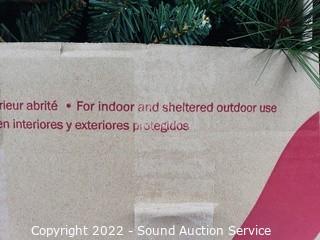 rieur abrité • For indoor and sheltered outdoor use
en interiores y exteriores protegidos
Copyright 2022 - Sound Auction Service